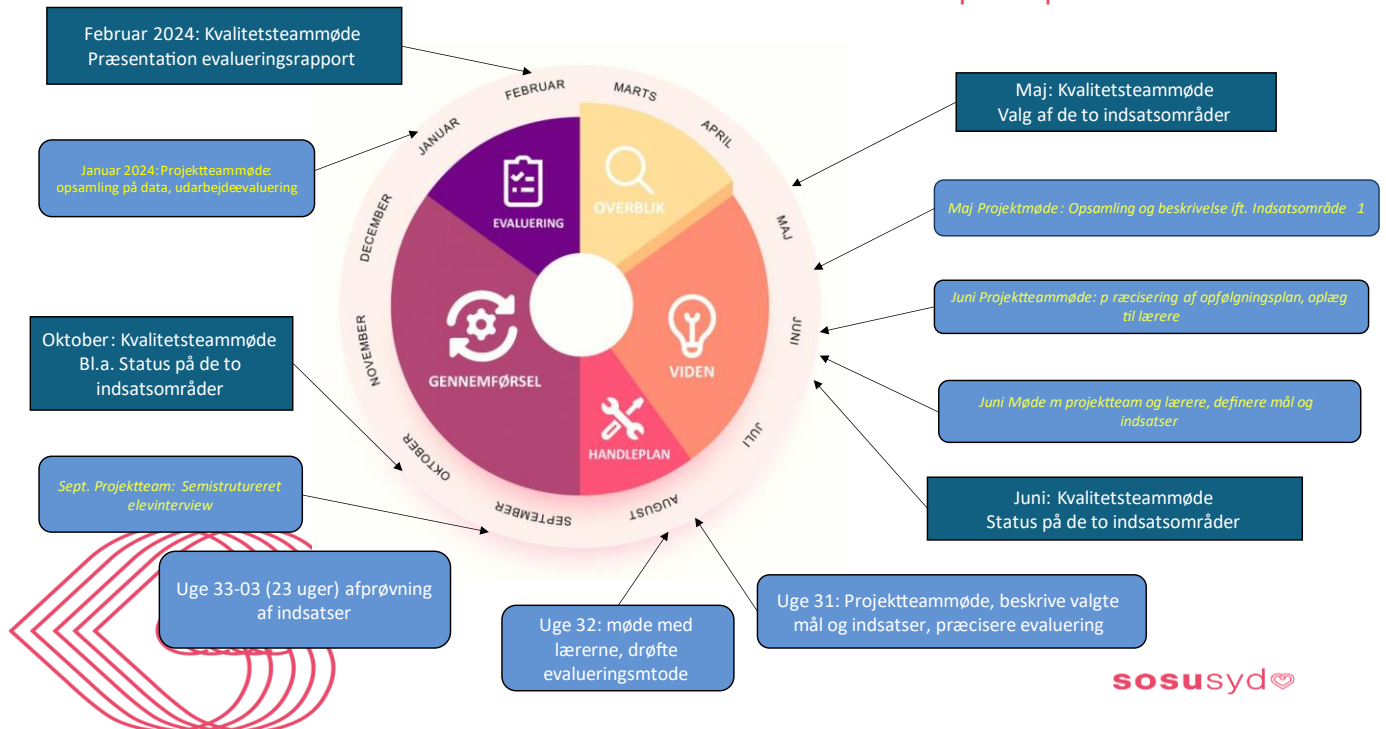 Februar 2024: Kvalitetsteammøde
Præsentation evalueringsrapport
Januar 2024:Projektteammøde:
opsamling på data, udarbejdeevaluering
Oktober: Kvalitetsteammøde
Bl.a. Status på de to
indsatsområder
Sept. Projektteam: Semistrutureret
elevinterview
Uge 33-03 (23 uger) afprøvning
af indsatser
Uge 32: møde med
lærerne, drøfte
evalueringsmtode
Uge 31: Projektteammøde, beskrive valgte
mål og indsatser, præcisere evaluering
Maj: Kvalitetsteammøde
Valg af de to indsatsområder
Maj Projektmøde: Opsamling og beskrivelse ift. Indsatsområde 1
Juni Projektteammøde: p ræcisering af opfølgningsplan, oplæg
til lærere
Juni Møde m projektteam og lærere, definere mål og
indsatser
Juni: Kvalitetsteammøde
Status på de to indsatsområder
JANUAR
FEBRUAR
MARTS
APRIL
MAJ
JUNI
JULI
AUGUST
SEPTEMBER
OKTOBER
NOVEMBER
DECEMBER
EVALUERING
OVERBLIK
VIDEN
HANDLEPLAN
GENNEMFØRSEL
sosusyd